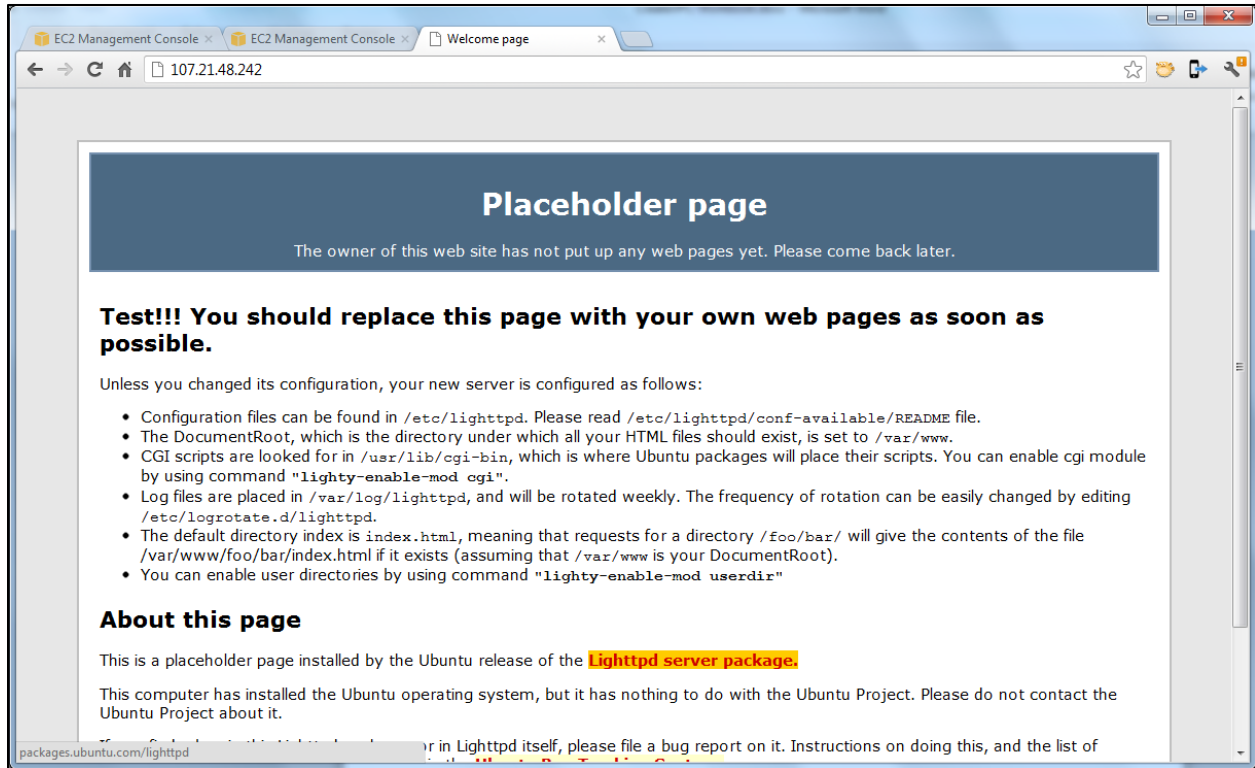 EC2 Management Console
EC2 Management Console
Welcome page
107.21.48.242
Placeholder page
The owner of this web site has not put up any web pages yet. Please come back later.
Test!!! You should replace this page with your own web pages as soon as
possible.
Unless you changed its configuration, your new server is configured as follows:
• Configuration files can be found in /etc/lighttpd. Please read /etc/lighttpd/conf-available/README file.
• The DocumentRoot, which is the directory under which all your HTML files should exist, is set to /var/www.
• CGI scripts are looked for in /usr/lib/cgi-bin, which is where Ubuntu packages will place their scripts. You can enable cgi module
by using command "lighty-enable-mod cgi".
• Log files are placed in /var/log/lighttpd, and will be rotated weekly. The frequency of rotation can be easily changed by editing
/etc/logrotate.d/lighttpd.
• The default directory index is index.html, meaning that requests for a directory /foo/bar/ will give the contents of the file
/var/www/foo/bar/index.html if it exists (assuming that /var/www is your DocumentRoot).
• You can enable user directories by using command "lighty-enable-mod userdir"
About this page
This is a placeholder page installed by the Ubuntu release of the Lighttpd server package.
This computer has installed the Ubuntu operating system, but it has nothing to do with the Ubuntu Project. Please do not contact the
Ubuntu Project about it.
or in Lighttpd itself, please file a bug report on it. Instructions on doing this, and the list of
packages.ubuntu.com/lighttpd